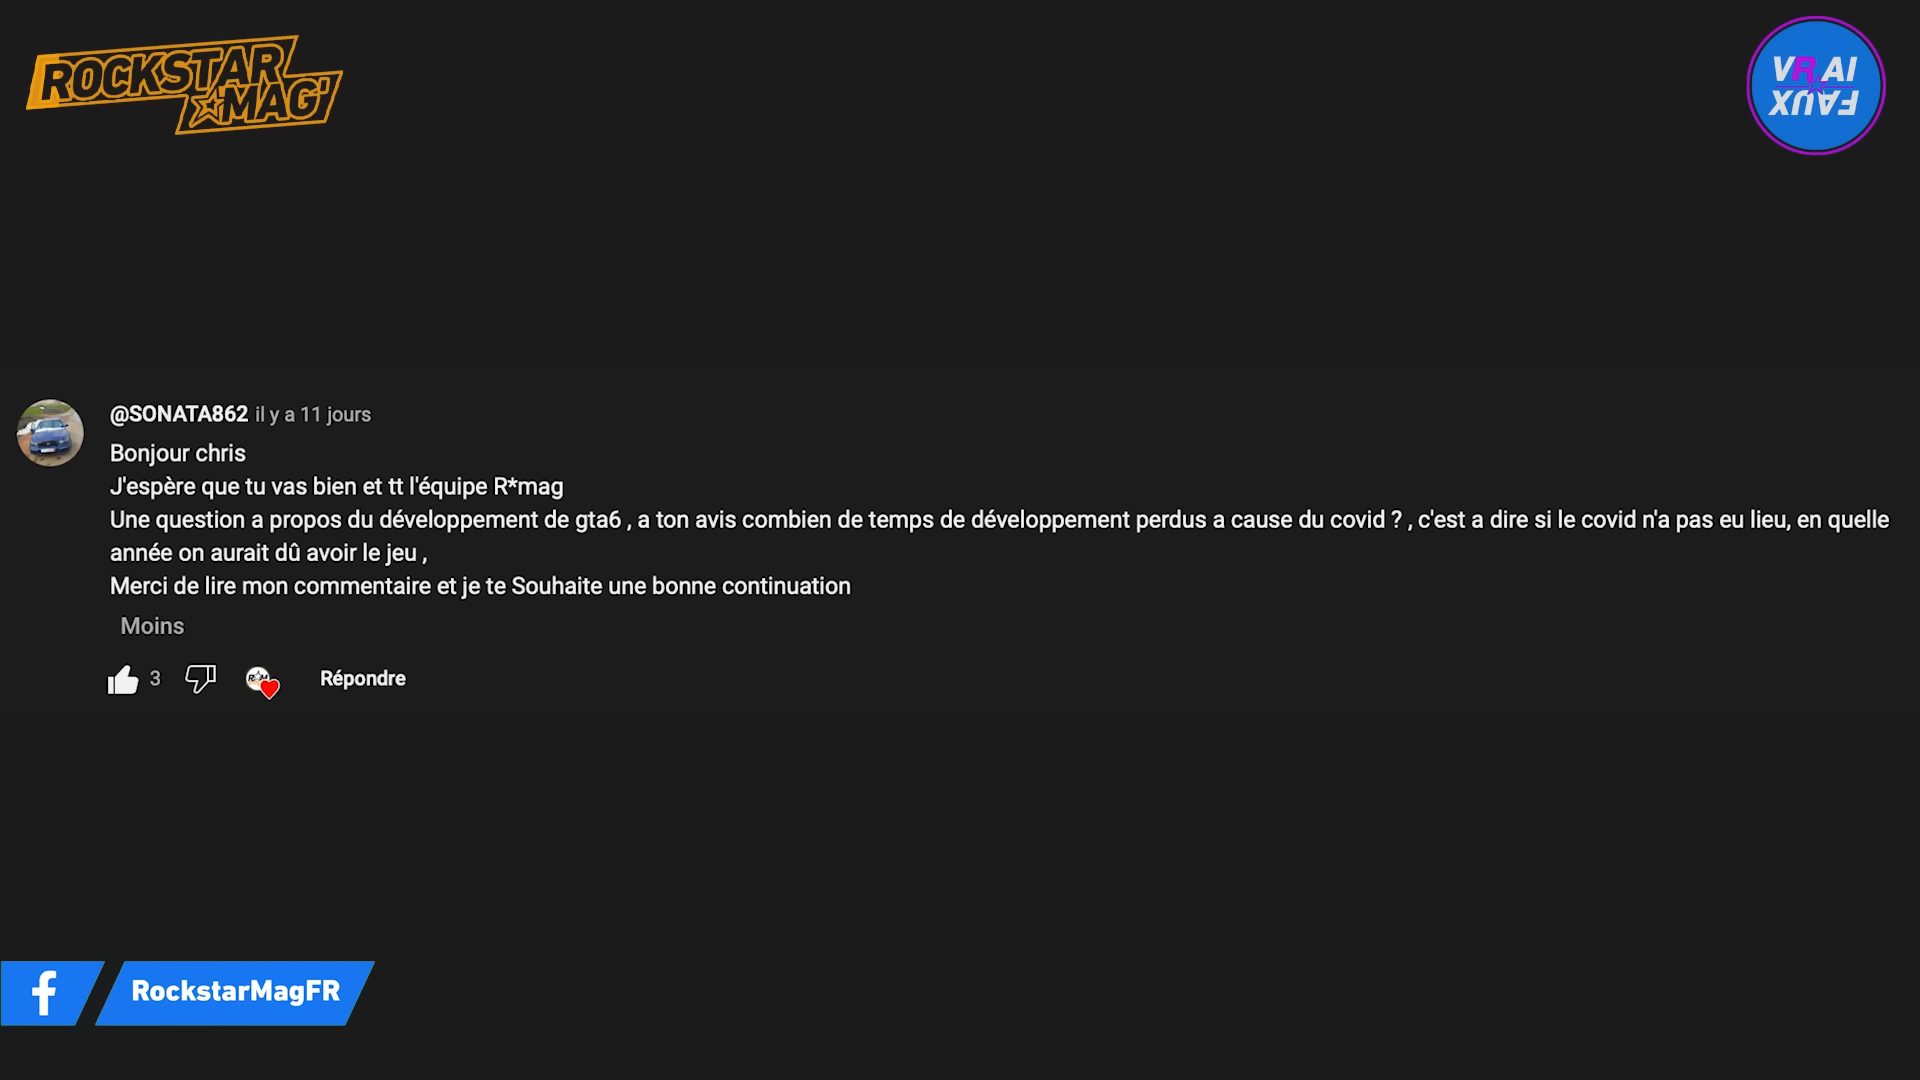 ROCKSTAR
MAG'
VRAI
FAUX
@SONATA862 il y a 11 jours
Bonjour chris
J'espère que tu vas bien et tt l'équipe R*mag
Une question a propos du développement de gta6 , a ton avis combien de temps de développement perdus a cause du covid ? , c'est a dire si le covid n'a pas eu lieu, en quelle
année on aurait dû avoir le jeu ,
Merci de lire mon commentaire et je te Souhaite une bonne continuation
Moins
3
Répondre
f
RockstarMagFR